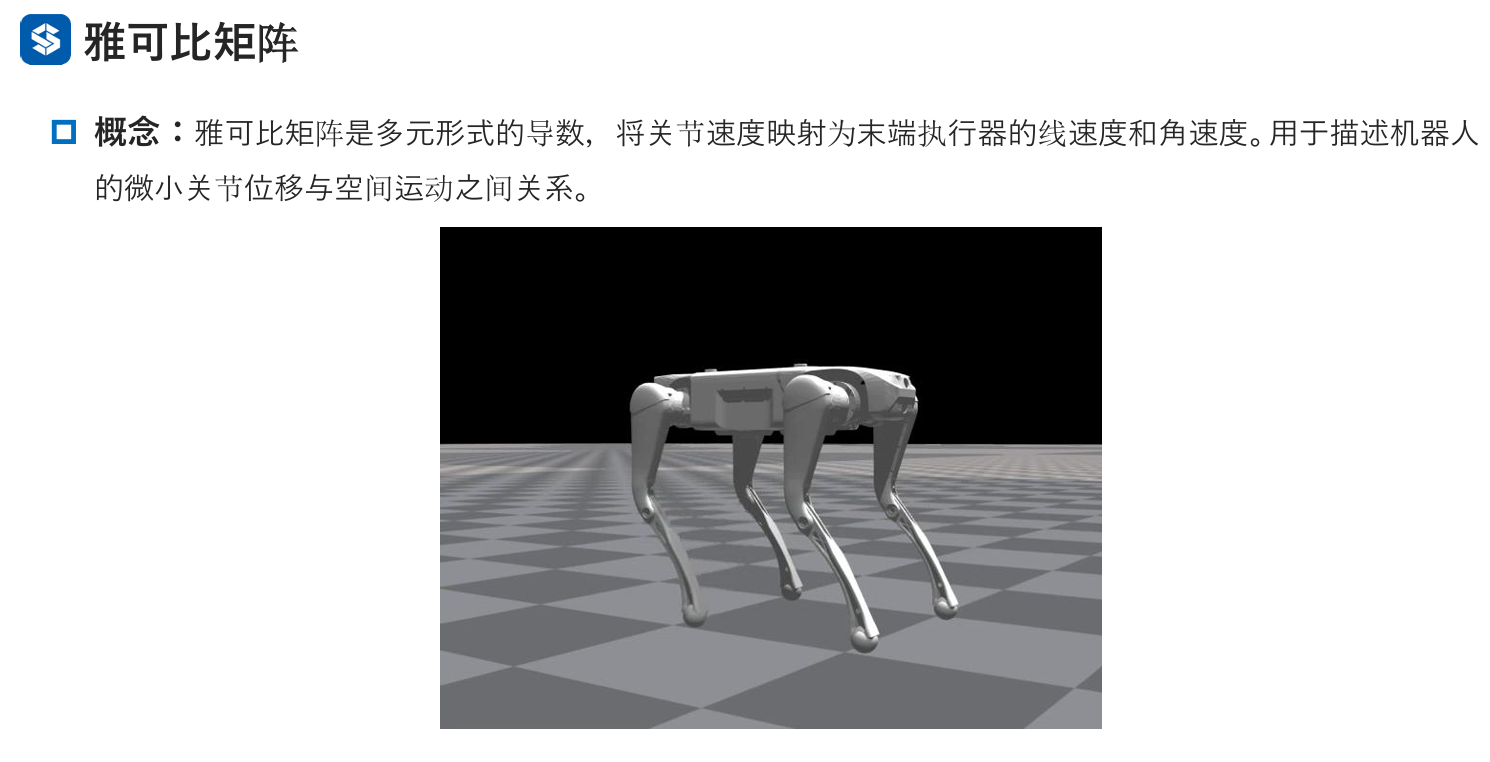 雅可比矩阵
概念：雅可比矩阵是多元形式的导数，将关节速度映射为末端执行器的线速度和角速度。用于描述机器人
的微小关节位移与空间运动之间关系。